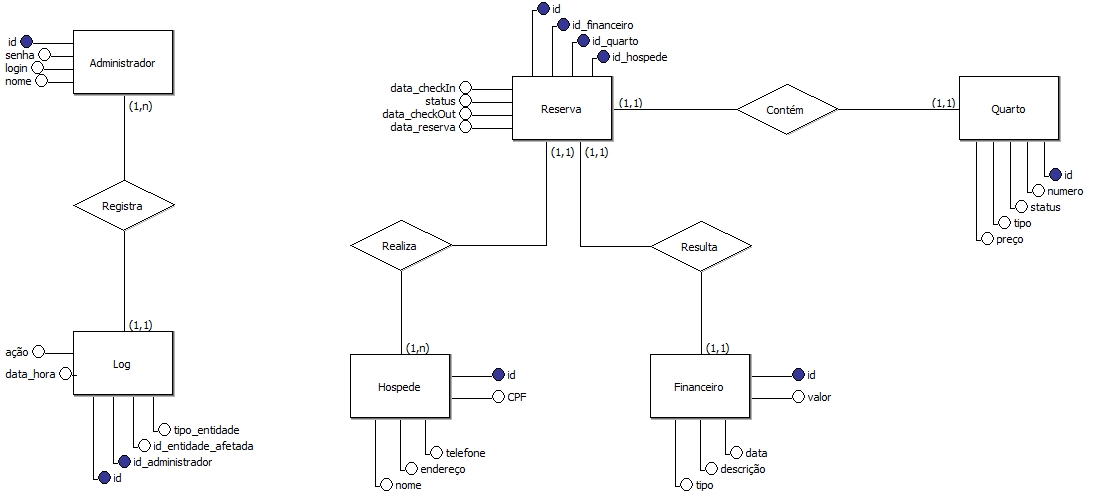 id
senha
login
nome
Administrador
(1,n)
Registra
(1,1)
Log
ação
data_hora
tipo_entidade
id_entidade_afetada
id_administrador
id
id
id_financeiro
id_quarto
id_hospede
data_checkIn
status
data_checkOut
data_reserva
Reserva
(1,1)
Contém
(1,1)
Quarto
id
numero
status
tipo
preço
(1,1)
(1,1)
Realiza
Resulta
(1,n)
Hospede
id
CPF
telefone
endereço
nome
(1,1)
Financeiro
id
valor
data
descrição
tipo